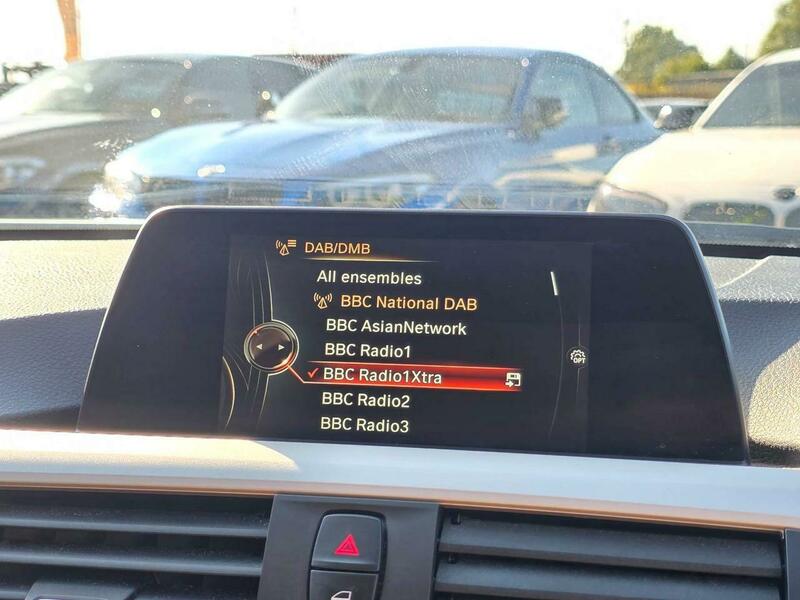 DAB/DMB
All ensembles
BBC National DAB
BBC AsianNetwork
BBC Radio1
BBC Radio1Xtra
OPT
BBC Radio2
BBC Radio3